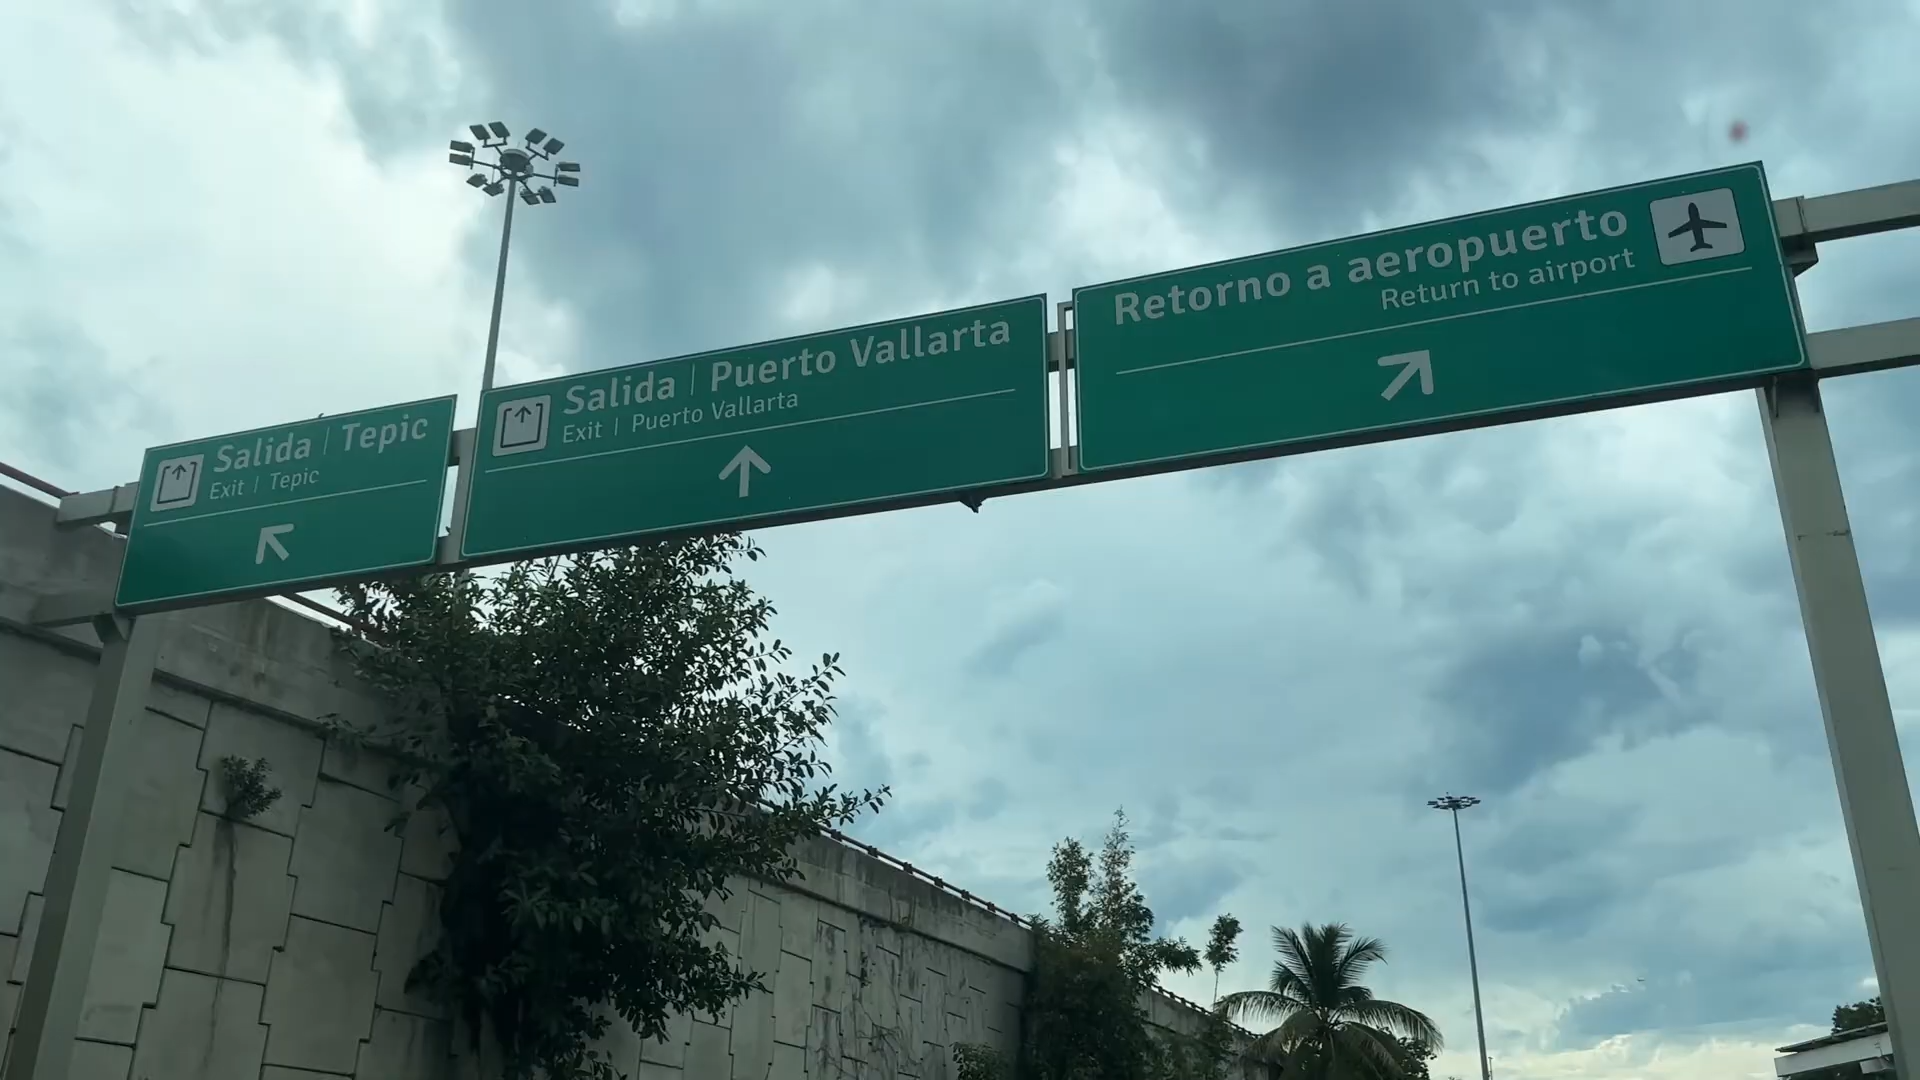 Salida | Tepic
Exit | Tepic
Salida | Puerto Vallarta
Exit | Puerto Vallarta
Retorno a aeropuerto
Return to airport